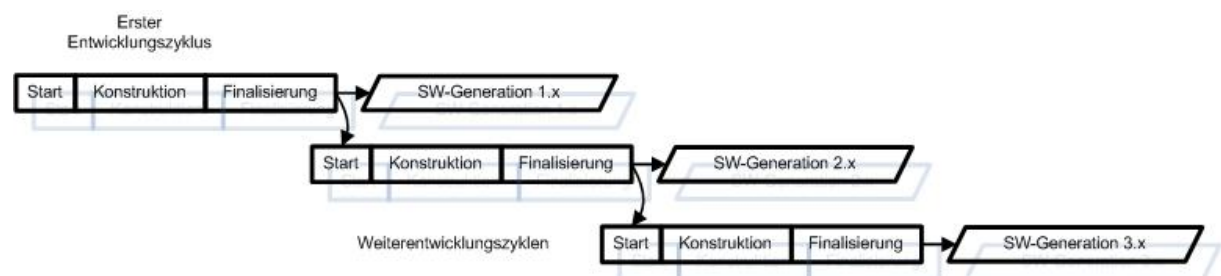 Erster
Entwicklungszyklus
Start Konstruktion Finalisierung SW-Generation 1.x
Start Konstruktion Finalisierung SW-Generation 2.x
Weiterentwicklungszyklen Start Konstruktion Finalisierung SW-Generation 3.x